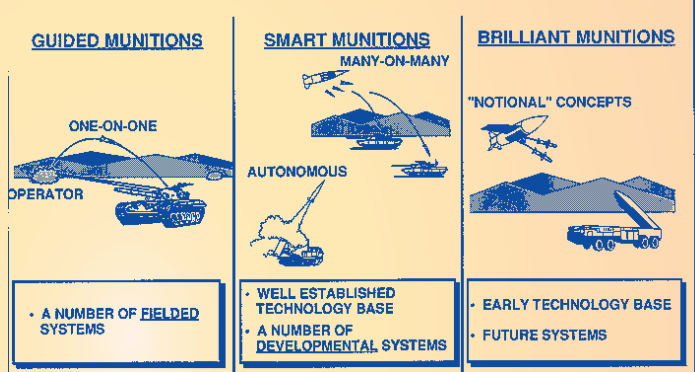 GUIDED MUNITIONS
ONE-ON-ONE
OPERATOR
• A NUMBER OF FIELDED
SYSTEMS
SMART MUNITIONS
MANY-ON-MANY
AUTONOMOUS
• WELL ESTABLISHED
TECHNOLOGY BASE
• A NUMBER OF
DEVELOPMENTAL SYSTEMS
BRILLIANT MUNITIONS
"NOTIONAL" CONCEPTS
• EARLY TECHNOLOGY BASE
• FUTURE SYSTEMS